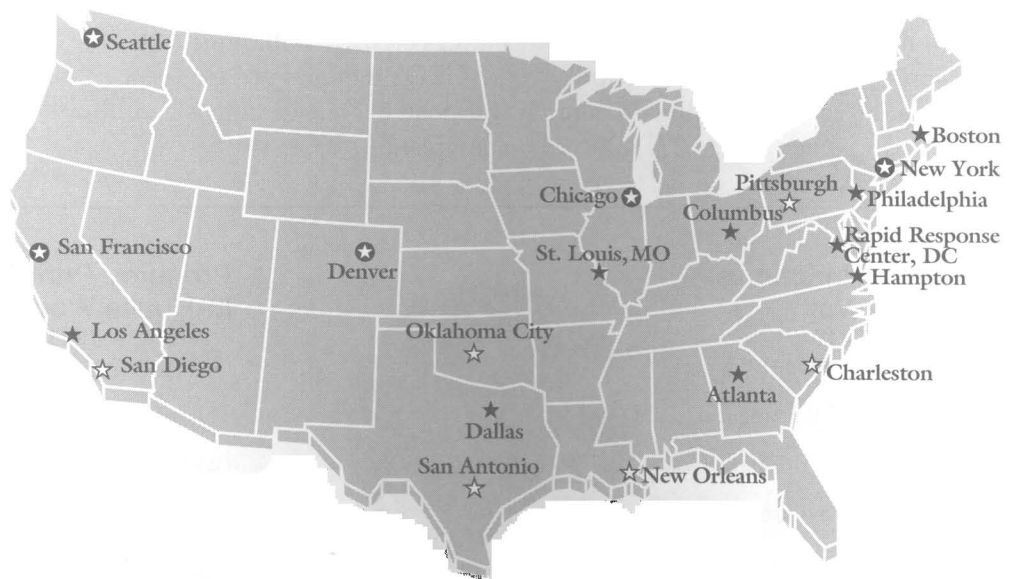 Seattle
Boston
New York
Pittsburgh
Chicago
Philadelphia
Columbus
Rapid Response
Center, DC
San Francisco
St. Louis, MO
Denver
Hampton
Los Angeles
Oklahoma City
San Diego
Charleston
Atlanta
Dallas
San Antonio
New Orleans